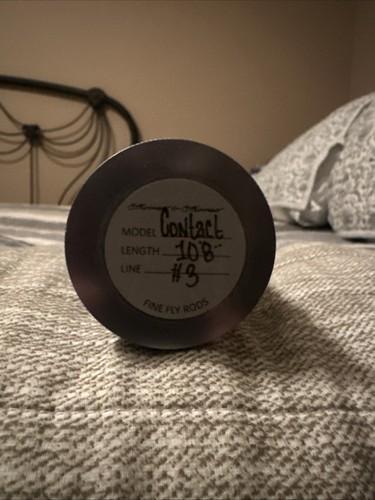 MODEL Contact
LENGTH 10'8"
LINE #3
FINE FLY RODS